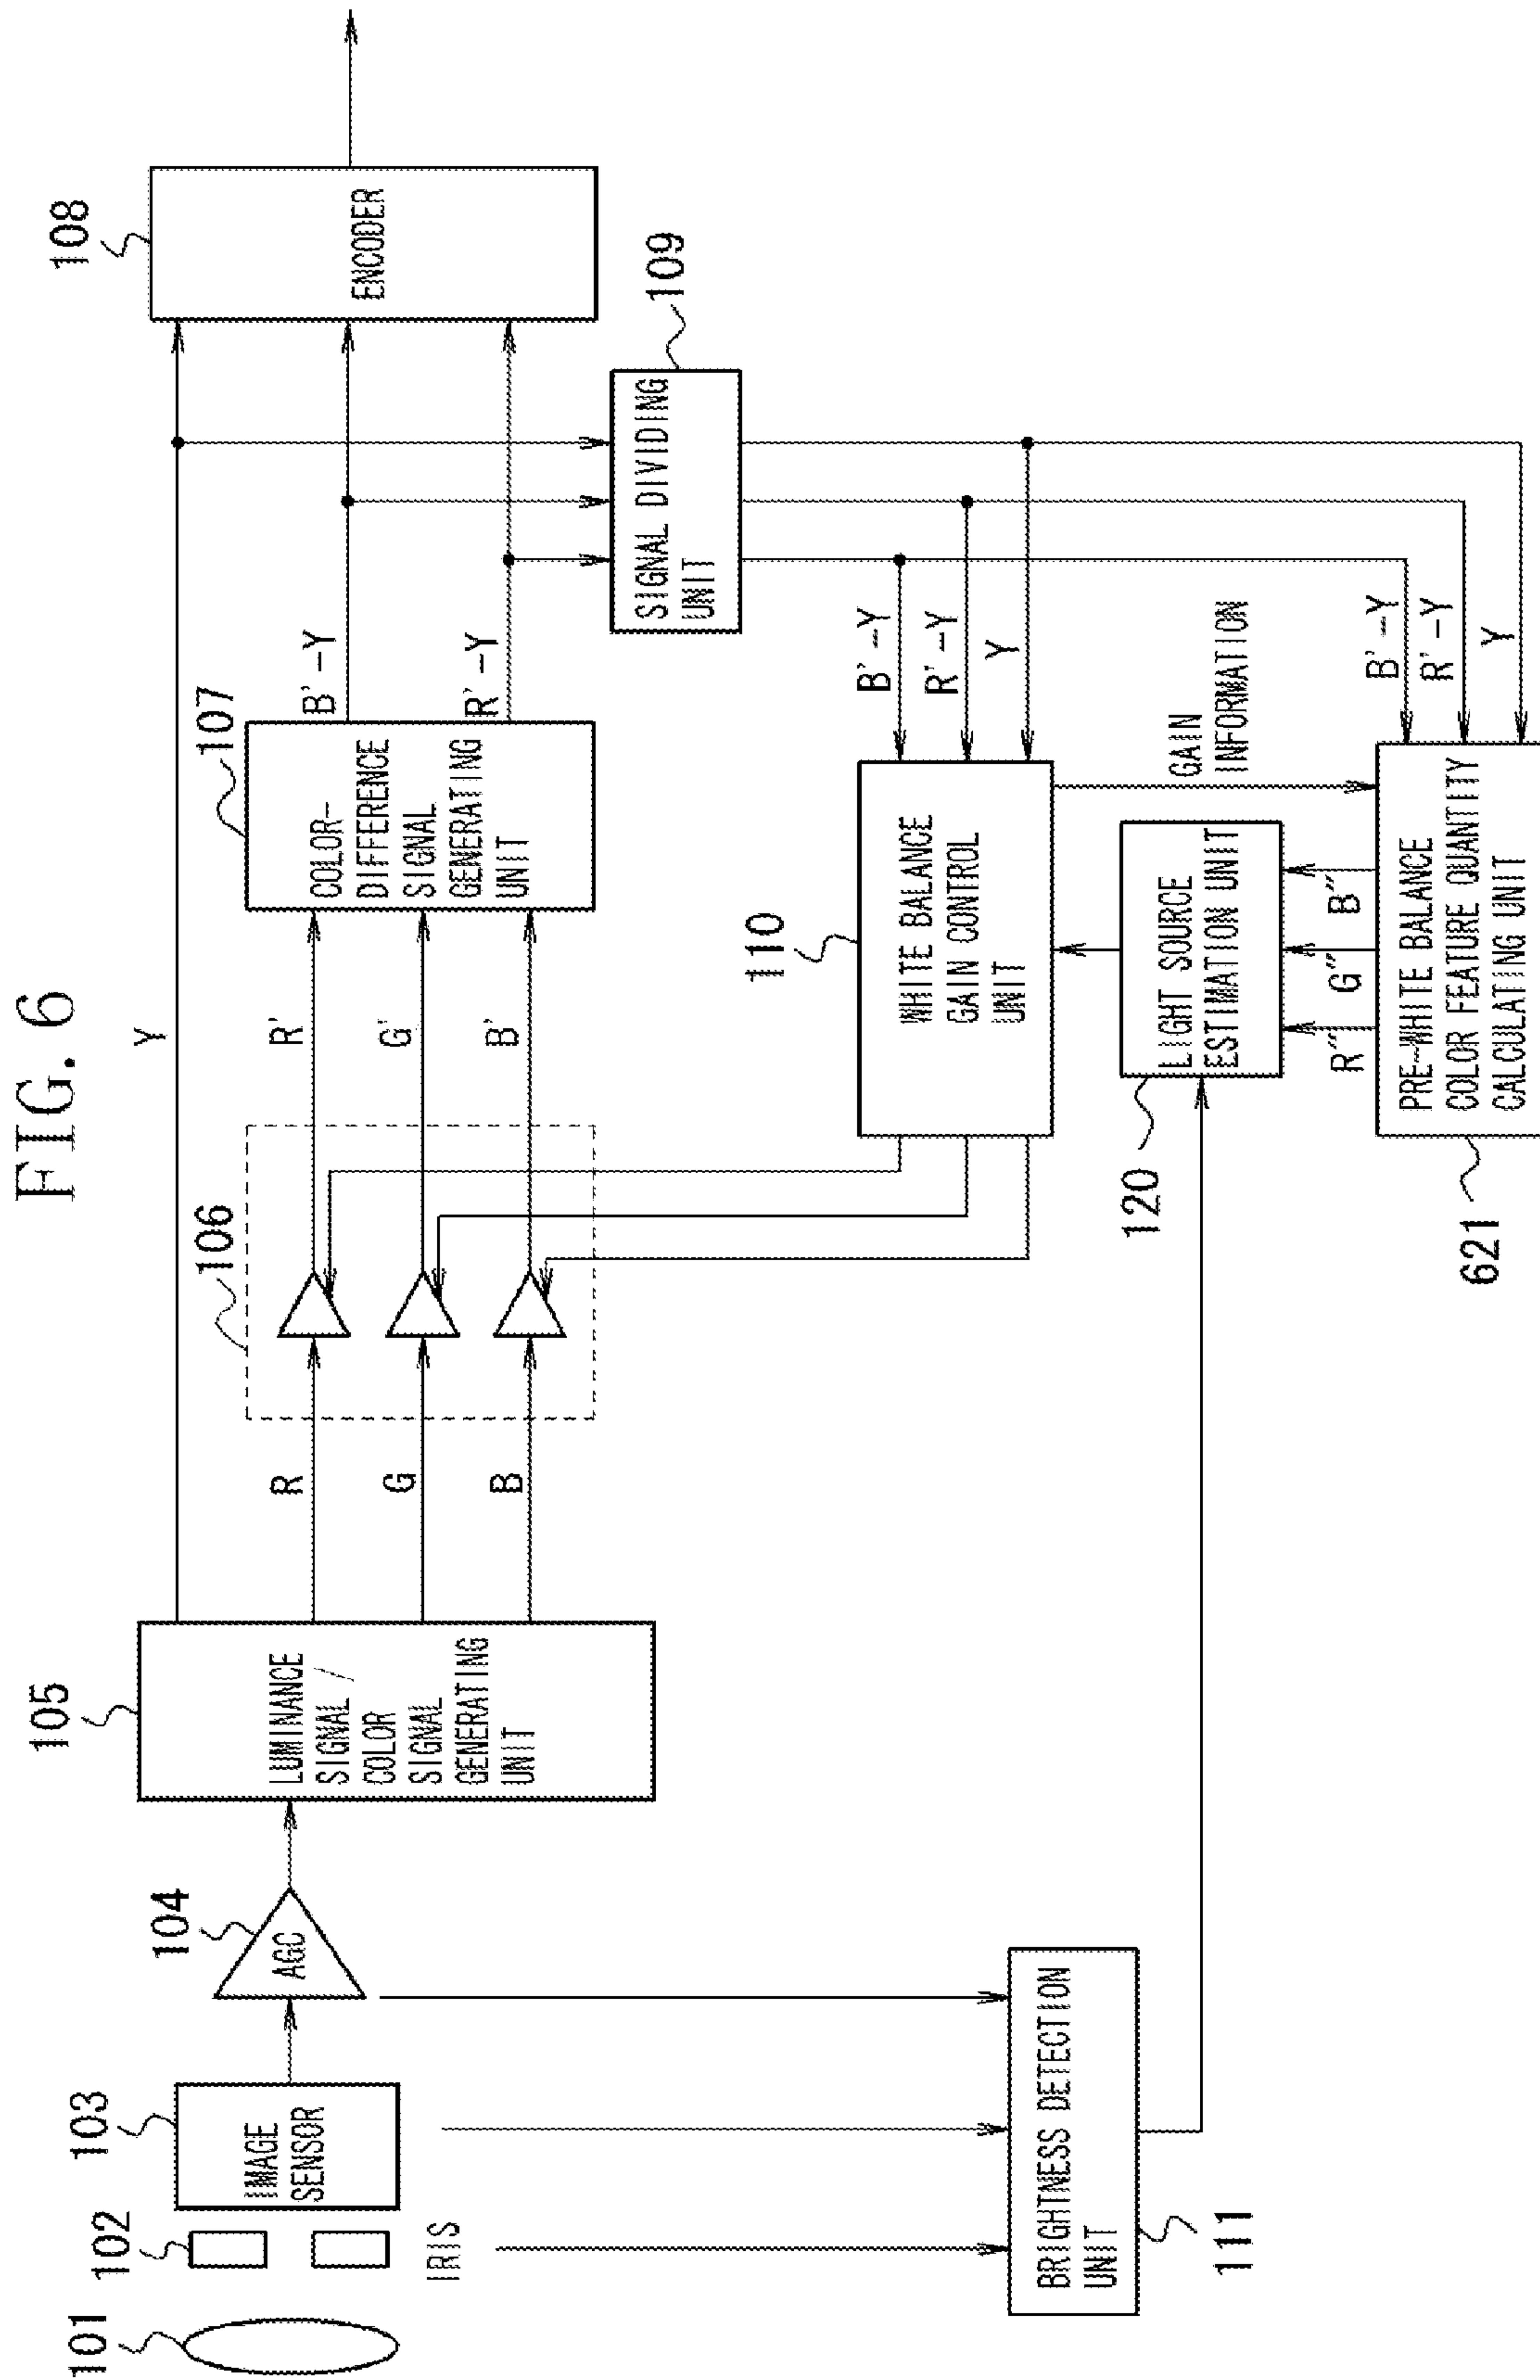 FIG. 6
101
102
IRIS
103
IMAGE
SENSOR
104
AGC
105
LUMINANCE
SIGNAL/
COLOR
SIGNAL
GENERATING
UNIT
Y
R
G
B
106
R'
G'
B'
107
COLOR-
DIFFERENCE
SIGNAL
GENERATING
UNIT
B'-Y
R'-Y
108
ENCODER
109
SIGNAL DIVIDING
UNIT
B'-Y
R'-Y
Y
110
WHITE BALANCE
GAIN CONTROL
UNIT
GAIN
INFORMATION
111
BRIGHTNESS DETECTION
UNIT
120
LIGHT SOURCE
ESTIMATION UNIT
R"
G"
B"
B'-Y
R'-Y
Y
621
PRE-WHITE BALANCE
COLOR FEATURE QUANTITY
CALCULATING UNIT